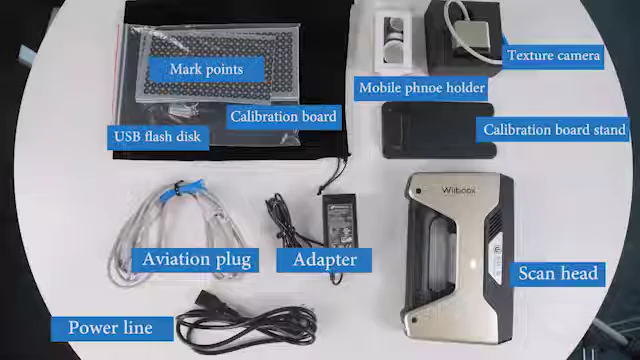 Texture camera
Mark points
Mobile phnoe holder
Calibration board
USB flash disk
Calibration board stand
Wiiboox
Aviation plug
Adapter
Scan head
Power line